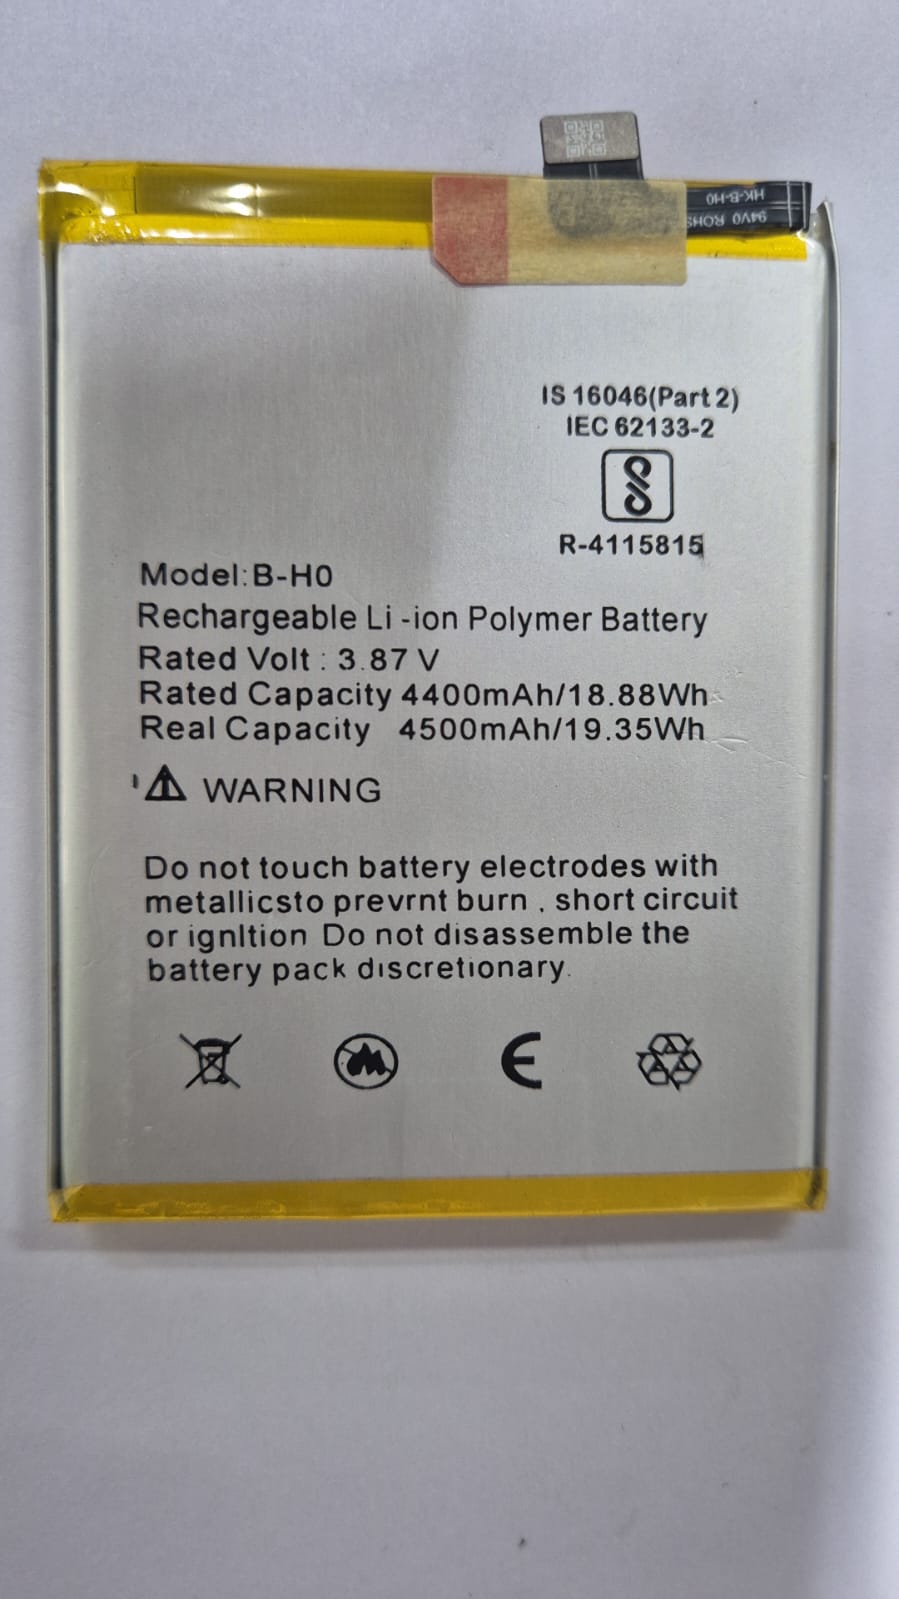 HK-B-H0
94V0 ROHS
IS 16046(Part 2)
IEC 62133-2
R-4115815
Model:B-H0
Rechargeable Li -ion Polymer Battery
Rated Volt : 3.87 V
Rated Capacity 4400mAh/18.88Wh
Real Capacity 4500mAh/19.35Wh
WARNING
Do not touch battery electrodes with
metallicsto prevrnt burn , short circuit
or ignItion Do not disassemble the
battery pack discretionary.